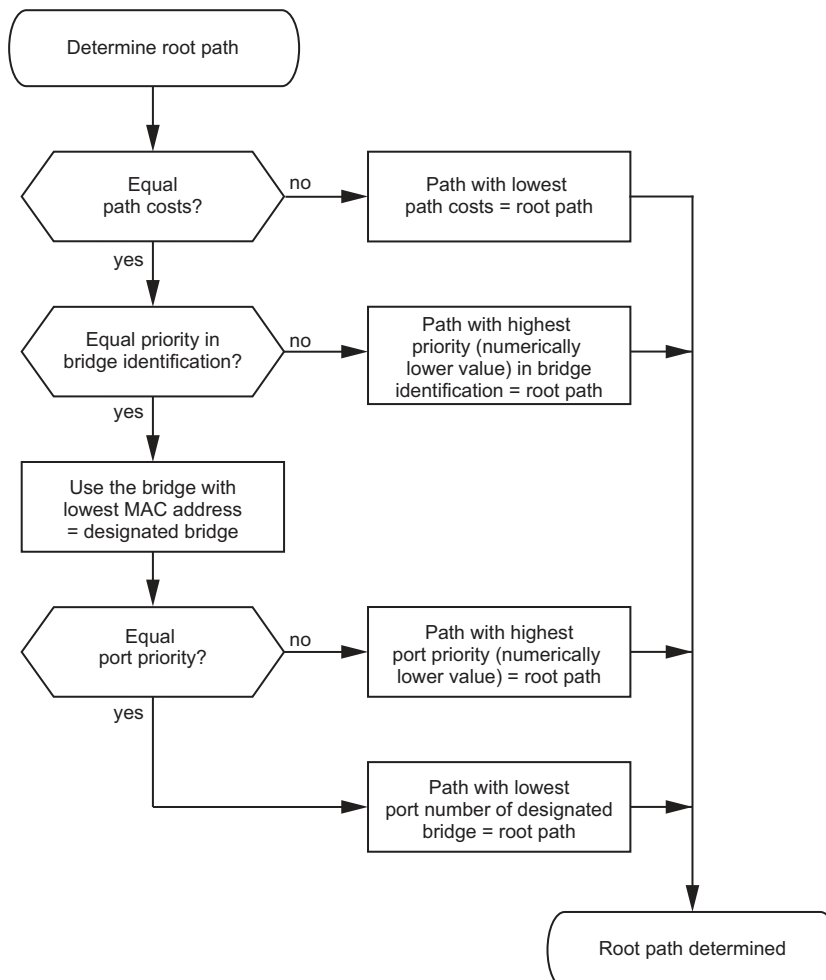 Determine root path
Equal
path costs?
no
Path with lowest
path costs = root path
yes
Equal priority in
bridge identification?
no
Path with highest
priority (numerically
lower value) in bridge
identification = root path
yes
Use the bridge with
lowest MAC address
= designated bridge
Equal
port priority?
no
Path with highest
port priority (numerically
lower value) = root path
yes
Path with lowest
port number of designated
bridge = root path
Root path determined